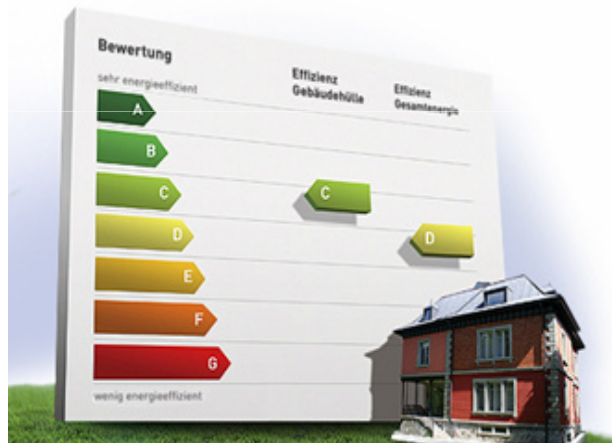 Bewertung
sehr energieeffizient
Effizienz
Gebäudehülle
Effizienz
Gesamtenergie
A
B
C
C
D
D
E
F
G
wenig energieeffizient